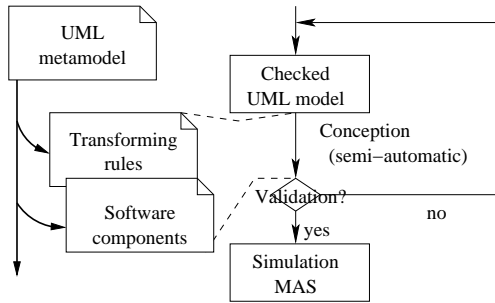 UML
metamodel
Checked
UML model
Transforming
rules
Conception
(semi−automatic)
Software
components
Validation?
no
yes
Simulation
MAS